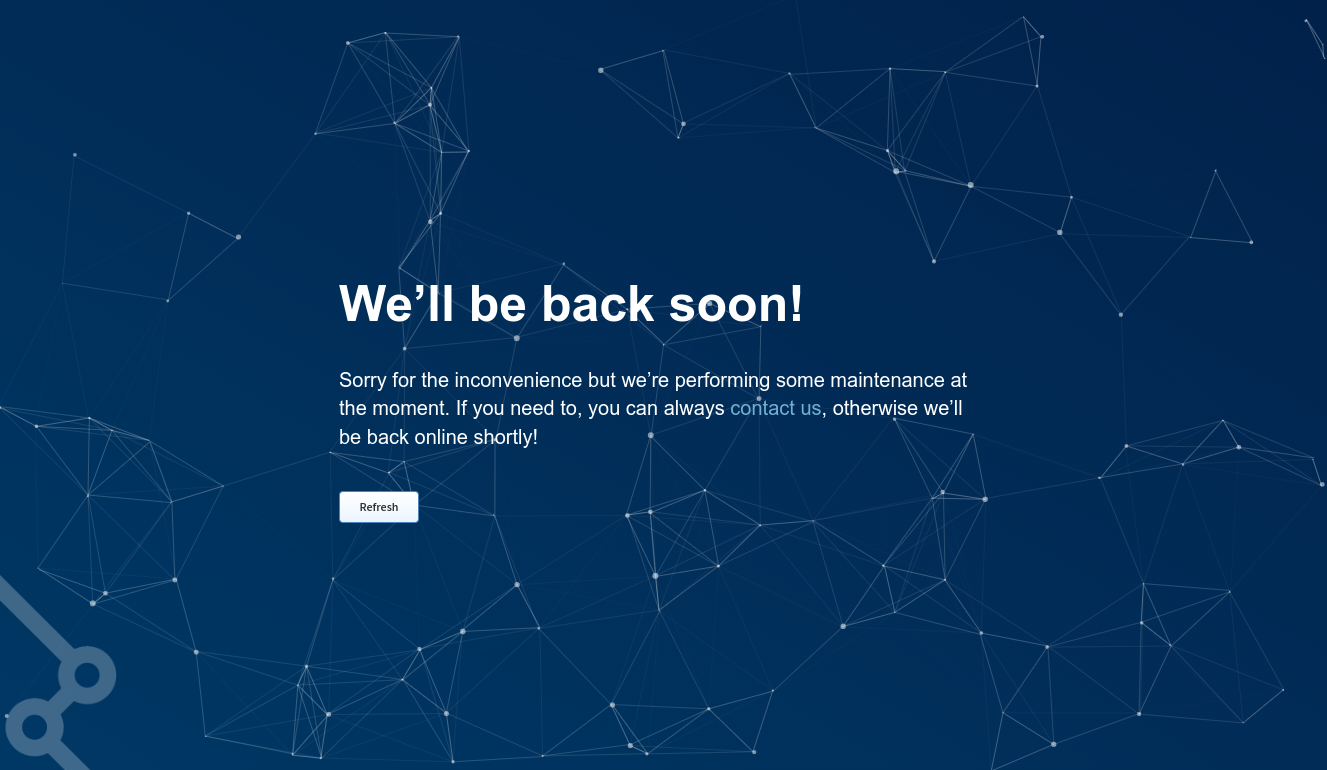 We’ll be back soon!
Sorry for the inconvenience but we’re performing some maintenance at
the moment. If you need to, you can always contact us, otherwise we’ll
be back online shortly!
Refresh